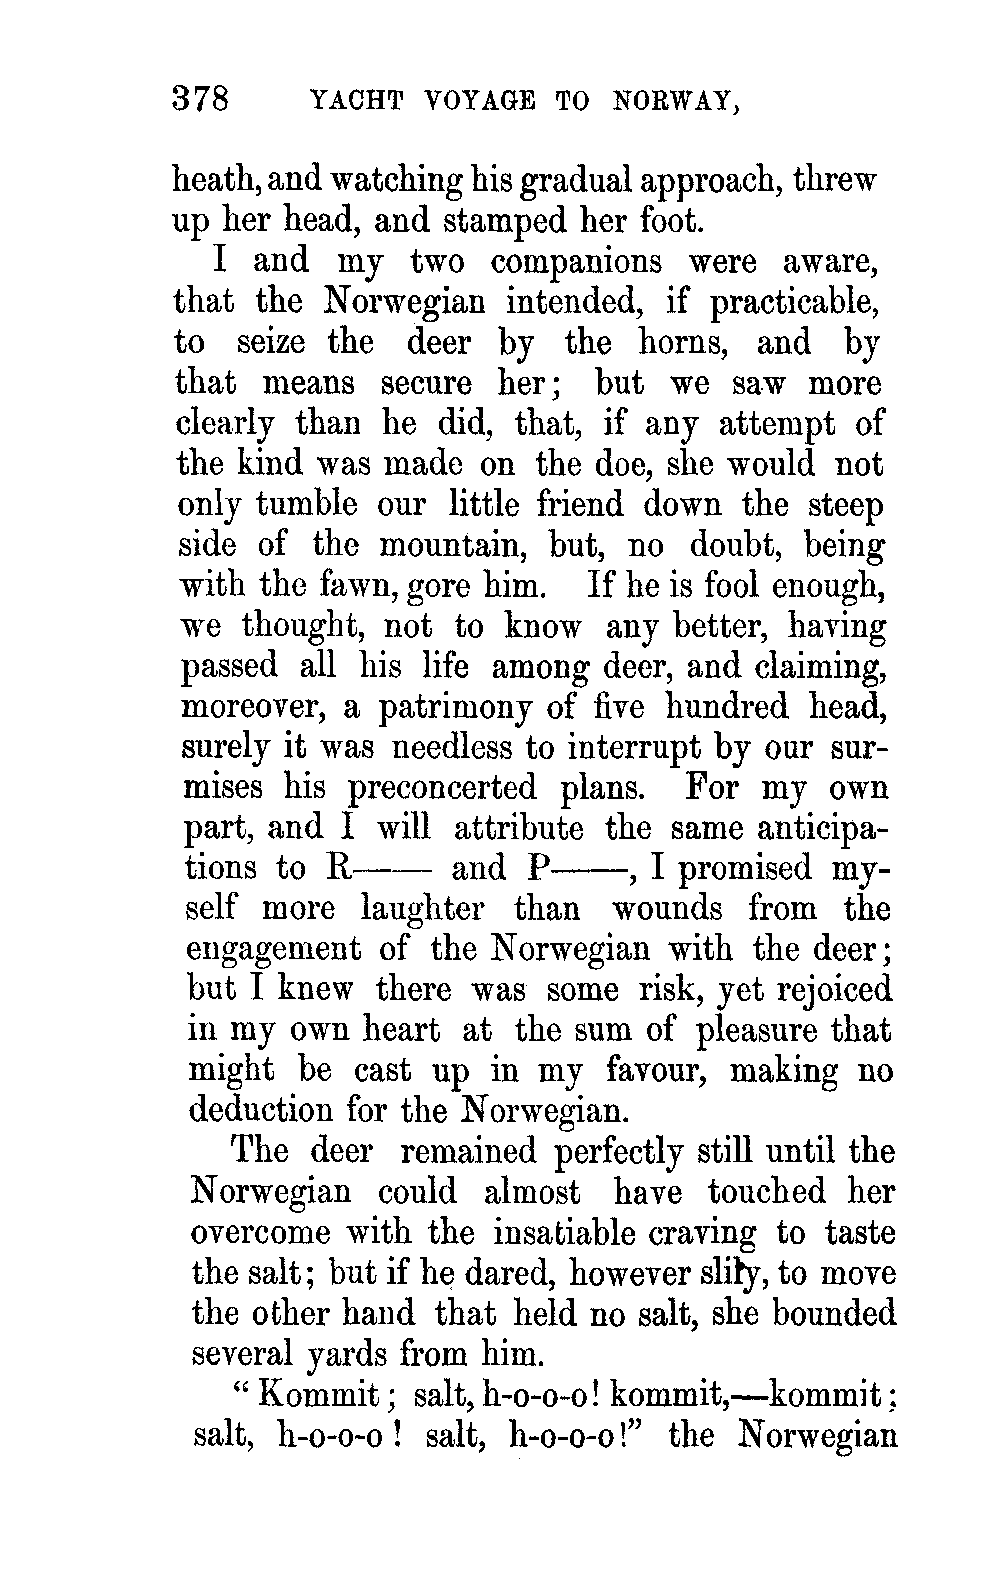 378 YACHT VOYAGE TO NORWAY,
heath, and watching his gradual approach, threw
up her head, and stamped her foot.
I and my two companions were aware,
that the Norwegian intended, if practicable,
to seize the deer by the horns, and by
that means secure her; but we saw more
clearly than he did, that, if any attempt of
the kind was made on the doe, she would not
only tumble our little friend down the steep
side of the mountain, but, no doubt, being
with the fawn, gore him. If he is fool enough,
we thought, not to know any better, having
passed all his life among deer, and claiming,
moreover, a patrimony of five hundred head,
surely it was needless to interrupt by our sur-
mises his preconcerted plans. For my own
part, and I will attribute the same anticipa-
tions to R—— and P——, I promised my-
self more laughter than wounds from the
engagement of the Norwegian with the deer;
but I knew there was some risk, yet rejoiced
in my own heart at the sum of pleasure that
might be cast up in my favour, making no
deduction for the Norwegian.
The deer remained perfectly still until the
Norwegian could almost have touched her
overcome with the insatiable craving to taste
the salt; but if he dared, however slily, to move
the other hand that held no salt, she bounded
several yards from him.
“Kommit; salt, h-o-o-o! kommit,—kommit;
salt, h-o-o-o! salt, h-o-o-o!” the Norwegian